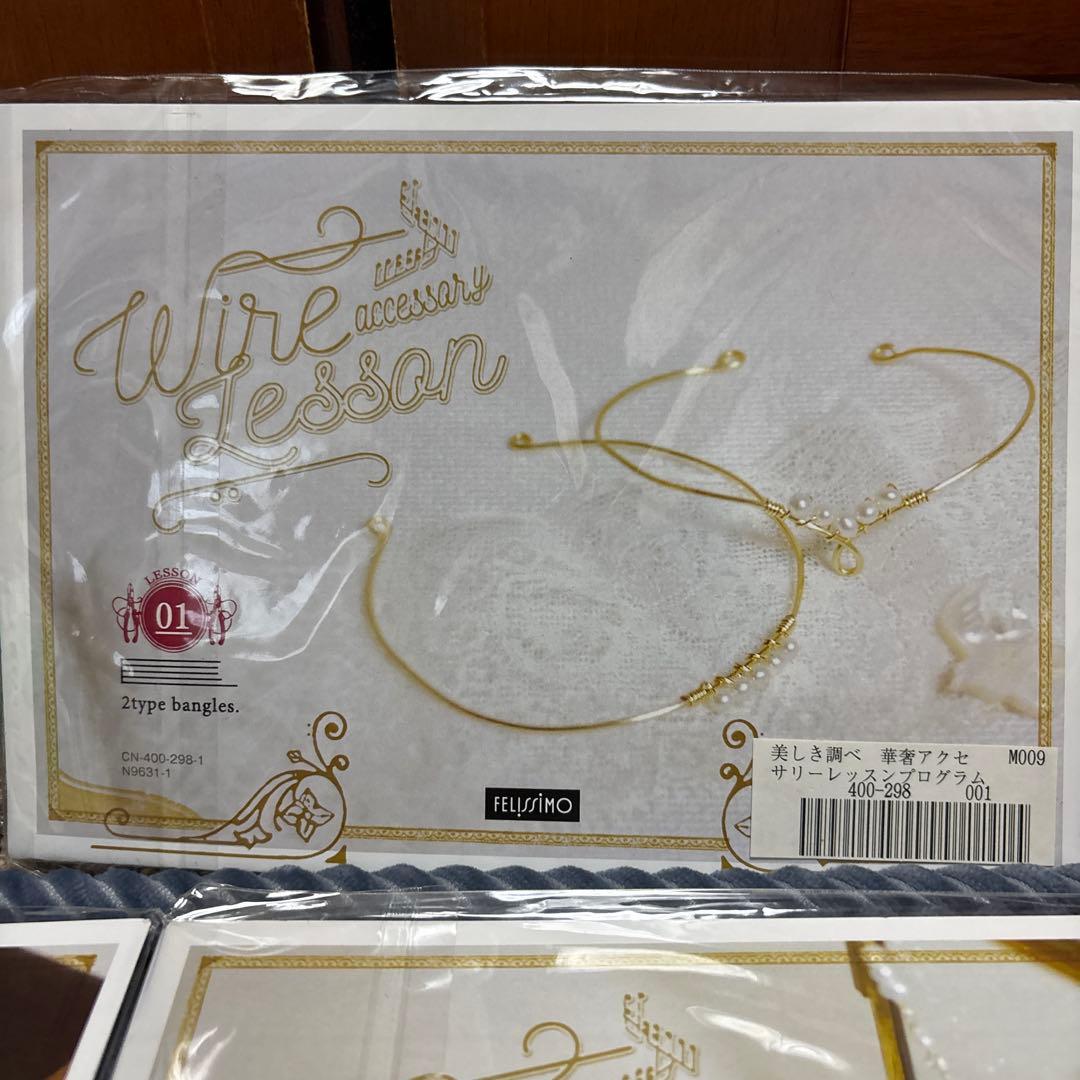 Wire
accessary
Lesson
LESSON
01
2type bangles.
CN-400-298-1
N9631-1
FELISSIMO
美しき調べ 華奢アクセ M009
サリーレッスンプログラム
400-298 001